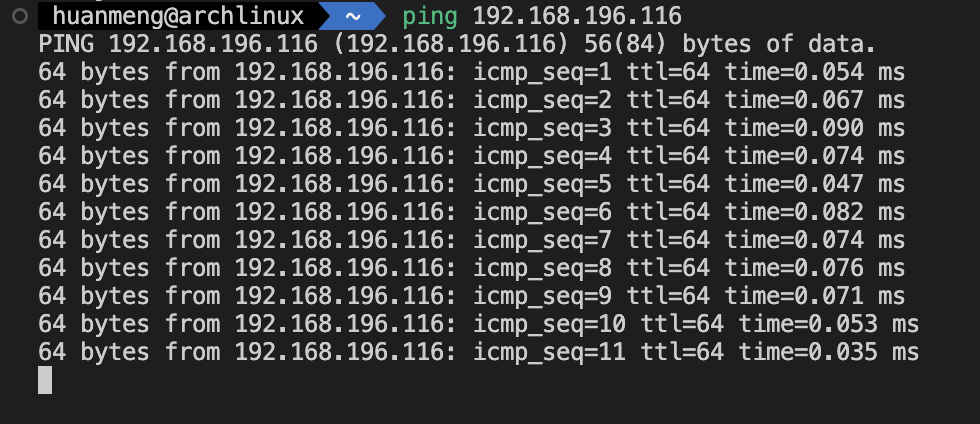 huanmeng@archlinux ~ ping 192.168.196.116
PING 192.168.196.116 (192.168.196.116) 56(84) bytes of data.
64 bytes from 192.168.196.116: icmp_seq=1 ttl=64 time=0.054 ms
64 bytes from 192.168.196.116: icmp_seq=2 ttl=64 time=0.067 ms
64 bytes from 192.168.196.116: icmp_seq=3 ttl=64 time=0.090 ms
64 bytes from 192.168.196.116: icmp_seq=4 ttl=64 time=0.074 ms
64 bytes from 192.168.196.116: icmp_seq=5 ttl=64 time=0.047 ms
64 bytes from 192.168.196.116: icmp_seq=6 ttl=64 time=0.082 ms
64 bytes from 192.168.196.116: icmp_seq=7 ttl=64 time=0.074 ms
64 bytes from 192.168.196.116: icmp_seq=8 ttl=64 time=0.076 ms
64 bytes from 192.168.196.116: icmp_seq=9 ttl=64 time=0.071 ms
64 bytes from 192.168.196.116: icmp_seq=10 ttl=64 time=0.053 ms
64 bytes from 192.168.196.116: icmp_seq=11 ttl=64 time=0.035 ms